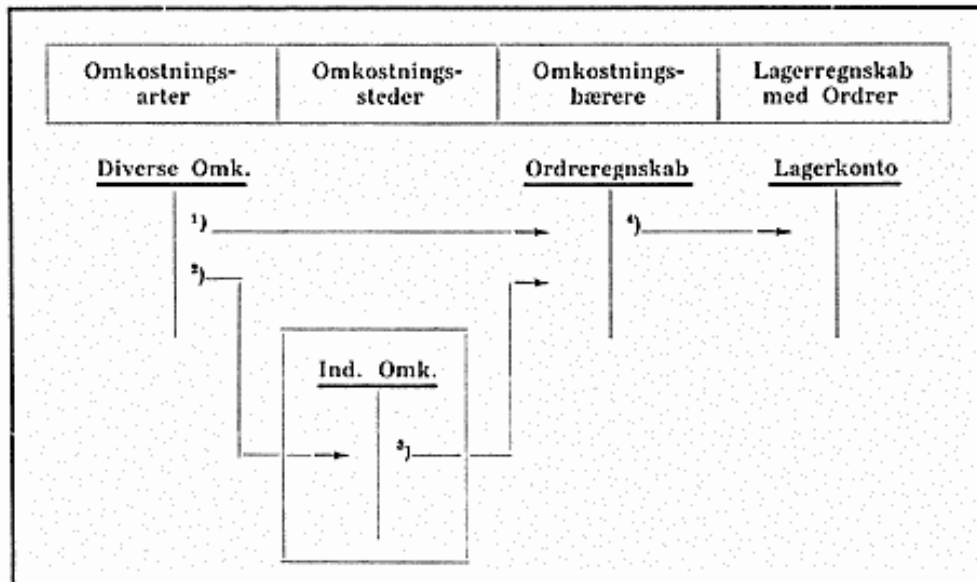 Omkostnings-
arter
Omkostnings-
steder
Omkostnings-
bærere
Lagerregnskab
med Ordrer
Diverse Omk.
Ordreregnskab
Lagerkonto
¹)
⁴)
²)
Ind. Omk.
³)